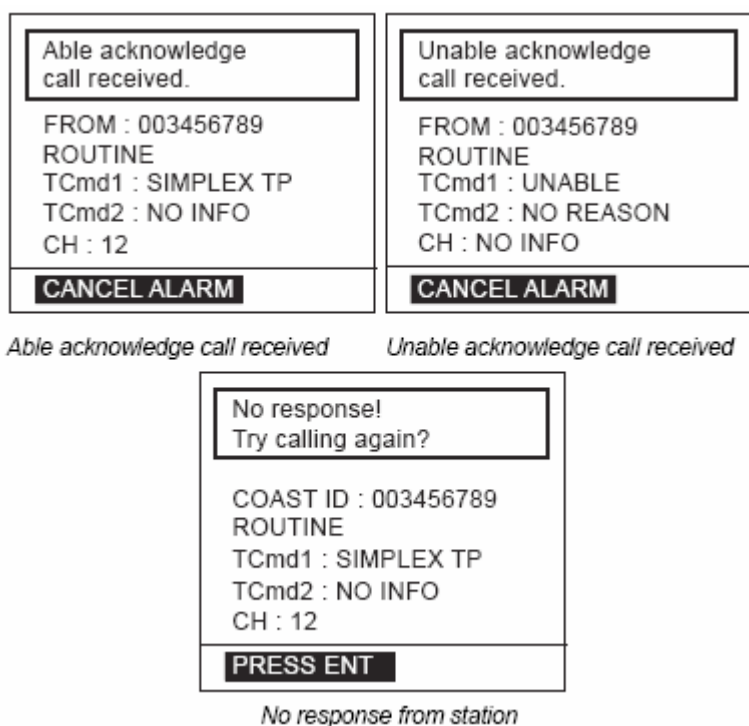 Able acknowledge
call received.
FROM : 003456789
ROUTINE
TCmd1 : SIMPLEX TP
TCmd2 : NO INFO
CH : 12
CANCEL ALARM
Able acknowledge call received
Unable acknowledge
call received.
FROM : 003456789
ROUTINE
TCmd1 : UNABLE
TCmd2 : NO REASON
CH : NO INFO
CANCEL ALARM
Unable acknowledge call received
No response!
Try calling again?
COAST ID : 003456789
ROUTINE
TCmd1 : SIMPLEX TP
TCmd2 : NO INFO
CH : 12
PRESS ENT
No response from station